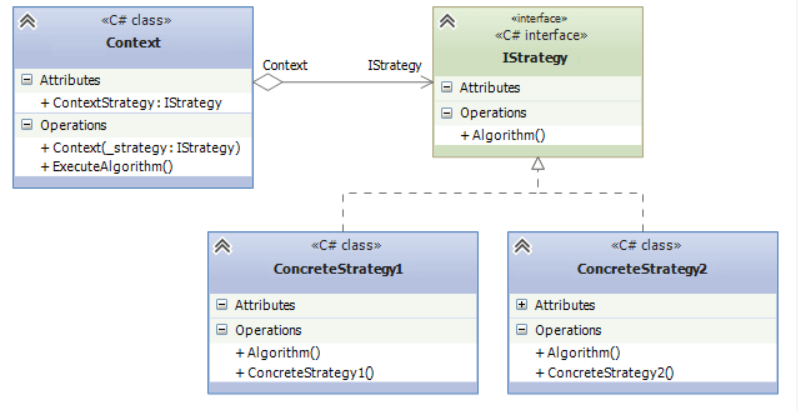 «C# class»
Context
Attributes
+ ContextStrategy : IStrategy
Operations
+ Context(_strategy : IStrategy)
+ ExecuteAlgorithm()
Context
IStrategy
«interface»
«C# interface»
IStrategy
Attributes
Operations
+ Algorithm()
«C# class»
ConcreteStrategy1
Attributes
Operations
+ Algorithm()
+ ConcreteStrategy1()
«C# class»
ConcreteStrategy2
Attributes
Operations
+ Algorithm()
+ ConcreteStrategy2()